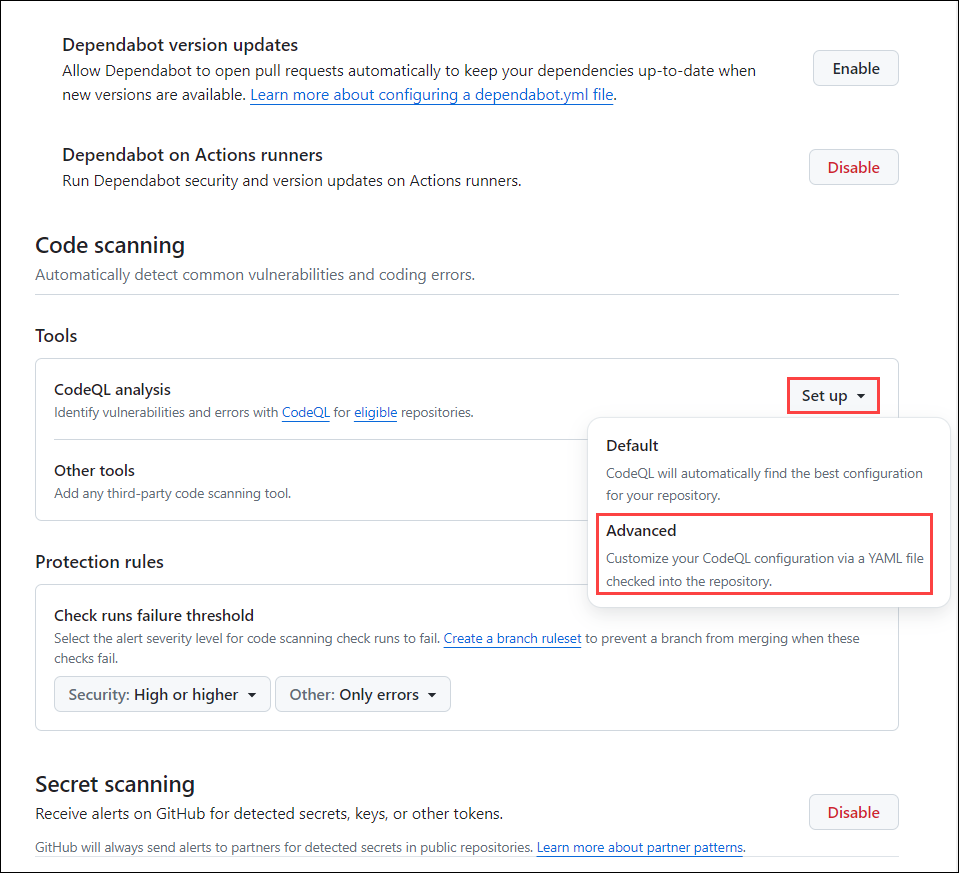 Dependabot version updates
Allow Dependabot to open pull requests automatically to keep your dependencies up-to-date when
new versions are available. Learn more about configuring a dependabot.yml file.
Enable
Dependabot on Actions runners
Run Dependabot security and version updates on Actions runners.
Disable
Code scanning
Automatically detect common vulnerabilities and coding errors.
Tools
CodeQL analysis
Identify vulnerabilities and errors with CodeQL for eligible repositories.
Set up
Default
CodeQL will automatically find the best configuration
for your repository.
Advanced
Customize your CodeQL configuration via a YAML file
checked into the repository.
Other tools
Add any third-party code scanning tool.
Protection rules
Check runs failure threshold
Select the alert severity level for code scanning check runs to fail. Create a branch ruleset to prevent a branch from merging when these
checks fail.
Security: High or higher
Other: Only errors
Secret scanning
Receive alerts on GitHub for detected secrets, keys, or other tokens.
Disable
GitHub will always send alerts to partners for detected secrets in public repositories. Learn more about partner patterns.